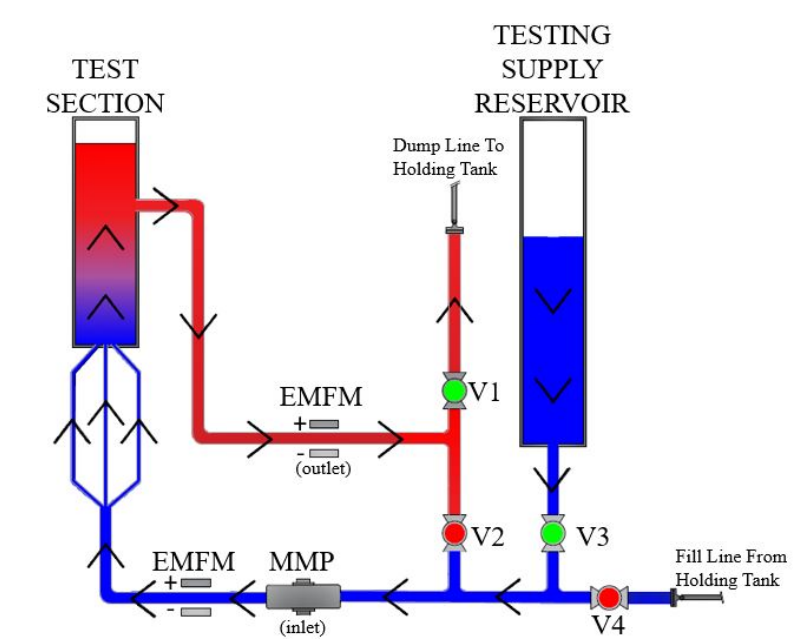 TEST
SECTION
TESTING
SUPPLY
RESERVOIR
Dump Line To
Holding Tank
V1
EMFM
+
-
(outlet)
V2
V3
EMFM
+
-
MMP
(inlet)
Fill Line From
Holding Tank
V4